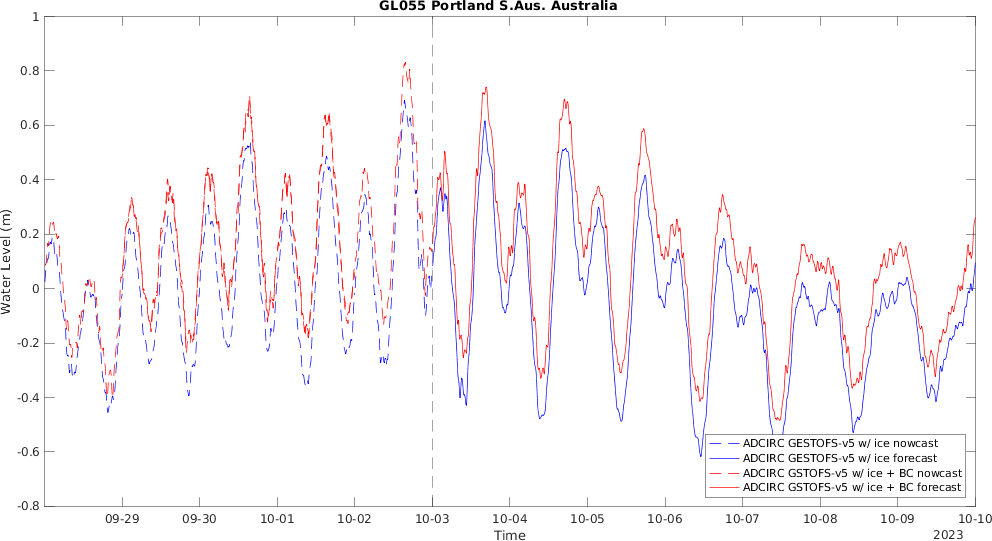 GL055 Portland S.Aus. Australia
1
0.8
0.6
0.4
0.2
0
-0.2
-0.4
-0.6
-0.8
Water Level (m)
ADCIRC GESTOFS-v5 w/ ice nowcast
ADCIRC GESTOFS-v5 w/ ice forecast
ADCIRC GSTOFS-v5 w/ ice + BC nowcast
ADCIRC GSTOFS-v5 w/ ice + BC forecast
09-29 09-30 10-01 10-02 10-03 10-04 10-05 10-06 10-07 10-08 10-09 10-10
Time
2023